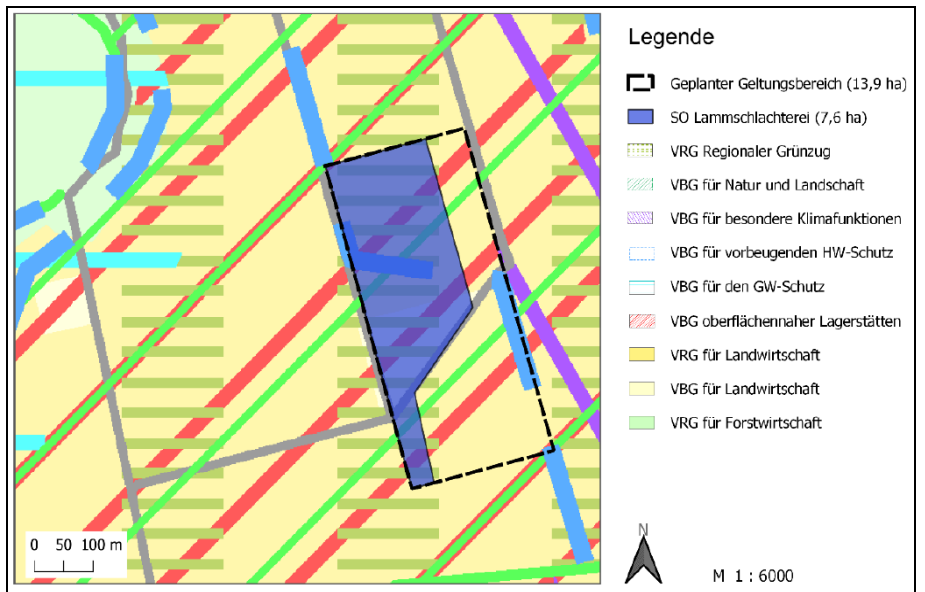 Legende
Geplanter Geltungsbereich (13,9 ha)
SO Lammschlachterei (7,6 ha)
VRG Regionaler Grünzug
VBG für Natur und Landschaft
VBG für besondere Klimafunktionen
VBG für vorbeugenden HW-Schutz
VBG für den GW-Schutz
VBG oberflächennaher Lagerstätten
VRG für Landwirtschaft
VBG für Landwirtschaft
VRG für Forstwirtschaft
0 50 100 m
N
M 1 : 6000